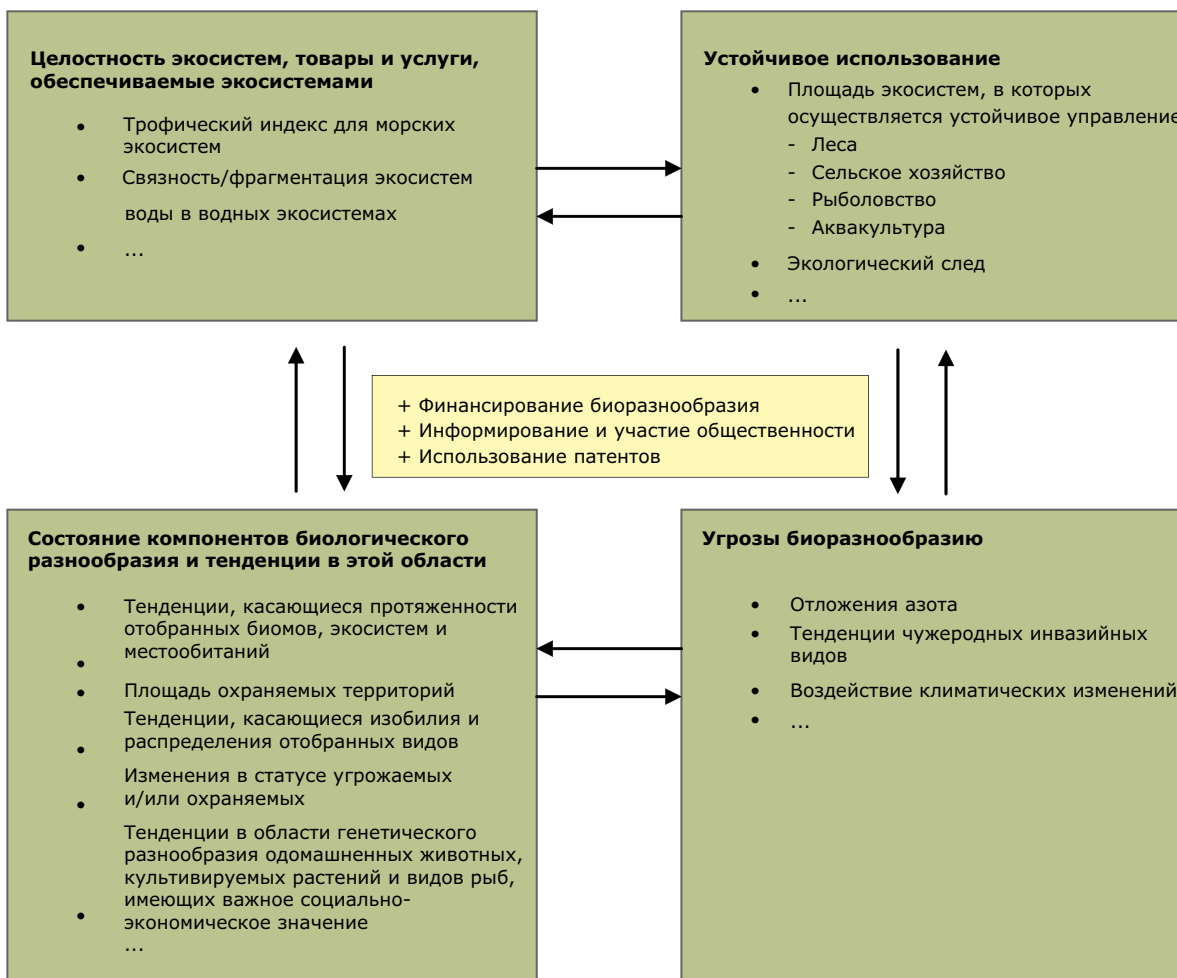 Целостность экосистем, товары и услуги,
обеспечиваемые экосистемами
• Трофический индекс для морских
экосистем
• Связность/фрагментация экосистем
воды в водных экосистемах
• ...
Устойчивое использование
• Площадь экосистем, в которых
осуществляется устойчивое управление
- Леса
- Сельское хозяйство
- Рыболовство
- Аквакультура
• Экологический след
• ...
+ Финансирование биоразнообразия
+ Информирование и участие общественности
+ Использование патентов
Состояние компонентов биологического
разнообразия и тенденции в этой области
• Тенденции, касающиеся протяженности
отобранных биомов, экосистем и
местообитаний
•
• Площадь охраняемых территорий
Тенденции, касающиеся изобилия и
• распределения отобранных видов
Изменения в статусе угрожаемых
• и/или охраняемых
Тенденции в области генетического
разнообразия одомашненных животных,
культивируемых растений и видов рыб,
имеющих важное социально-
• экономическое значение
...
Угрозы биоразнообразию
• Отложения азота
• Тенденции чужеродных инвазийных
видов
• Воздействие климатических изменений
• ...